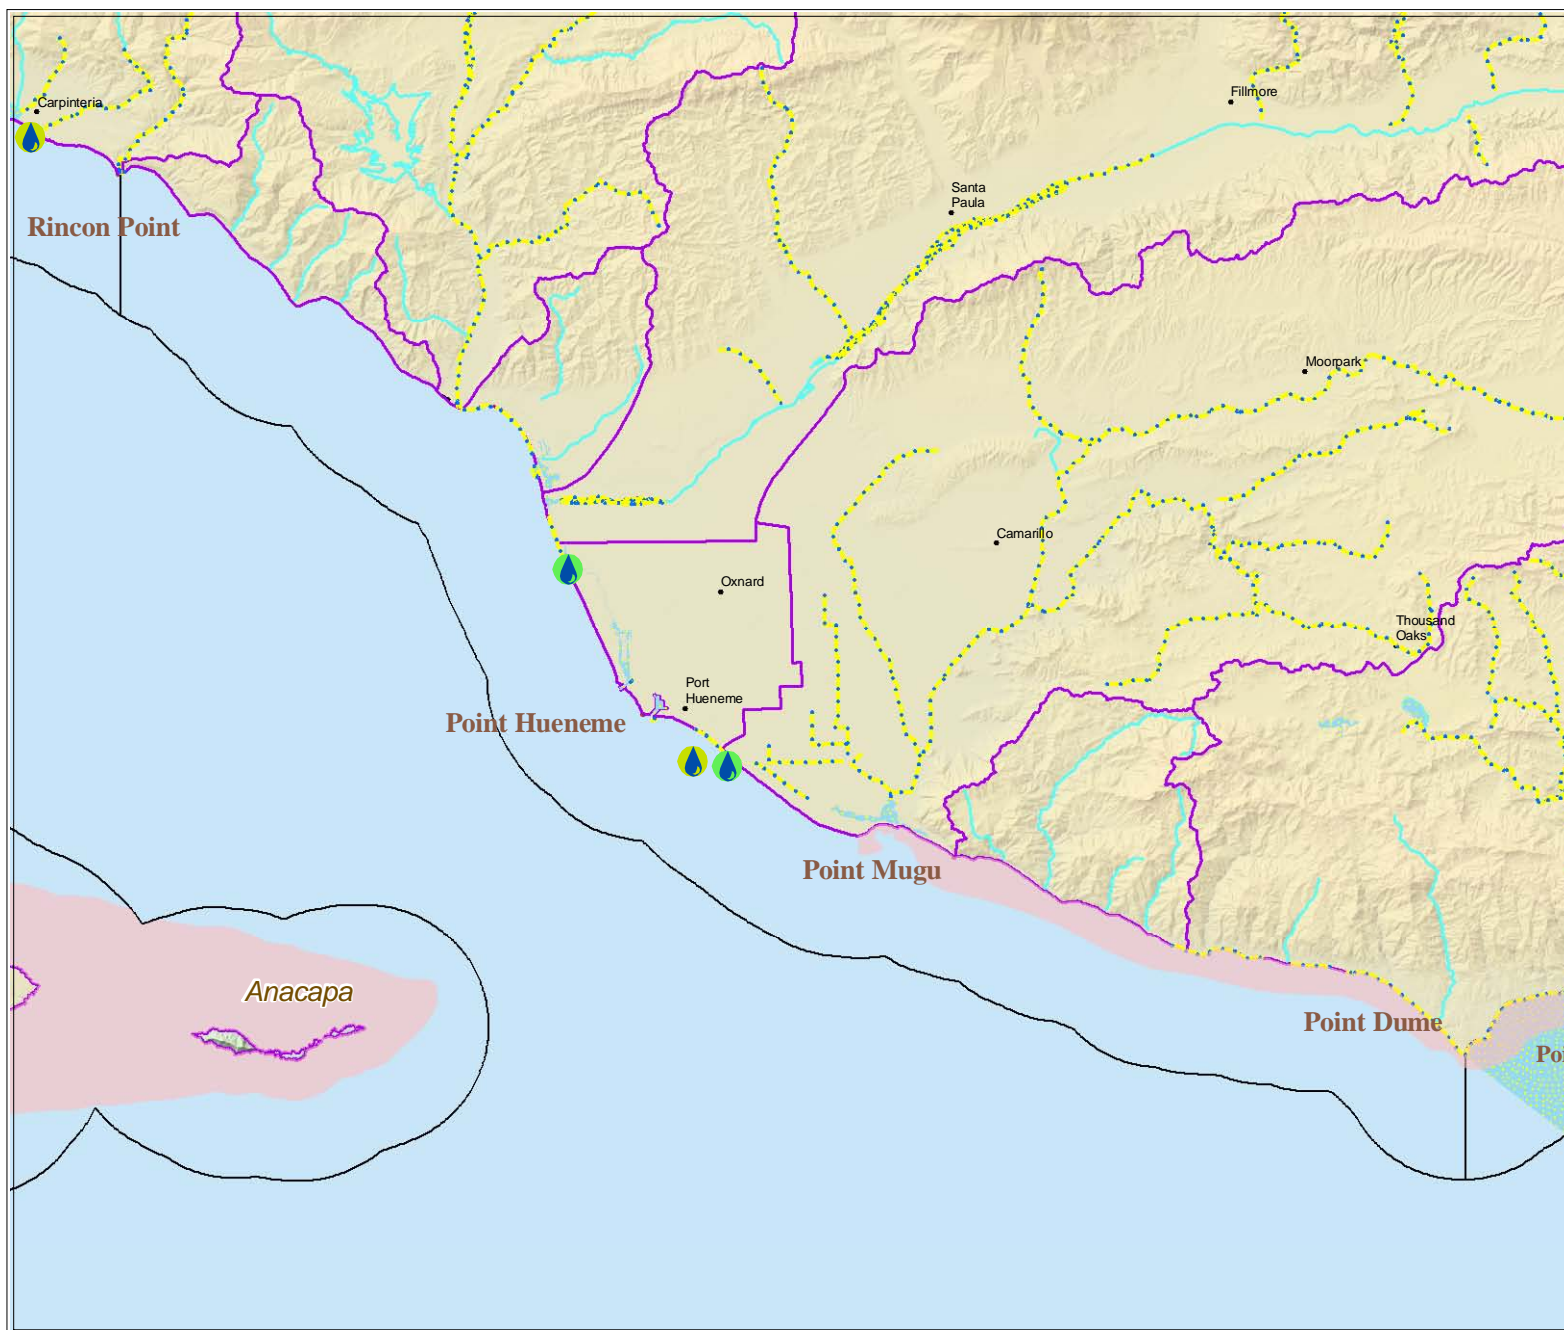 Carpinteria
Fillmore
Santa
Paula
Rincon Point
Moorpark
Camarillo
Oxnard
Thousand
Oaks
Port
Hueneme
Point Hueneme
Point Mugu
Anacapa
Point Dume
Poi